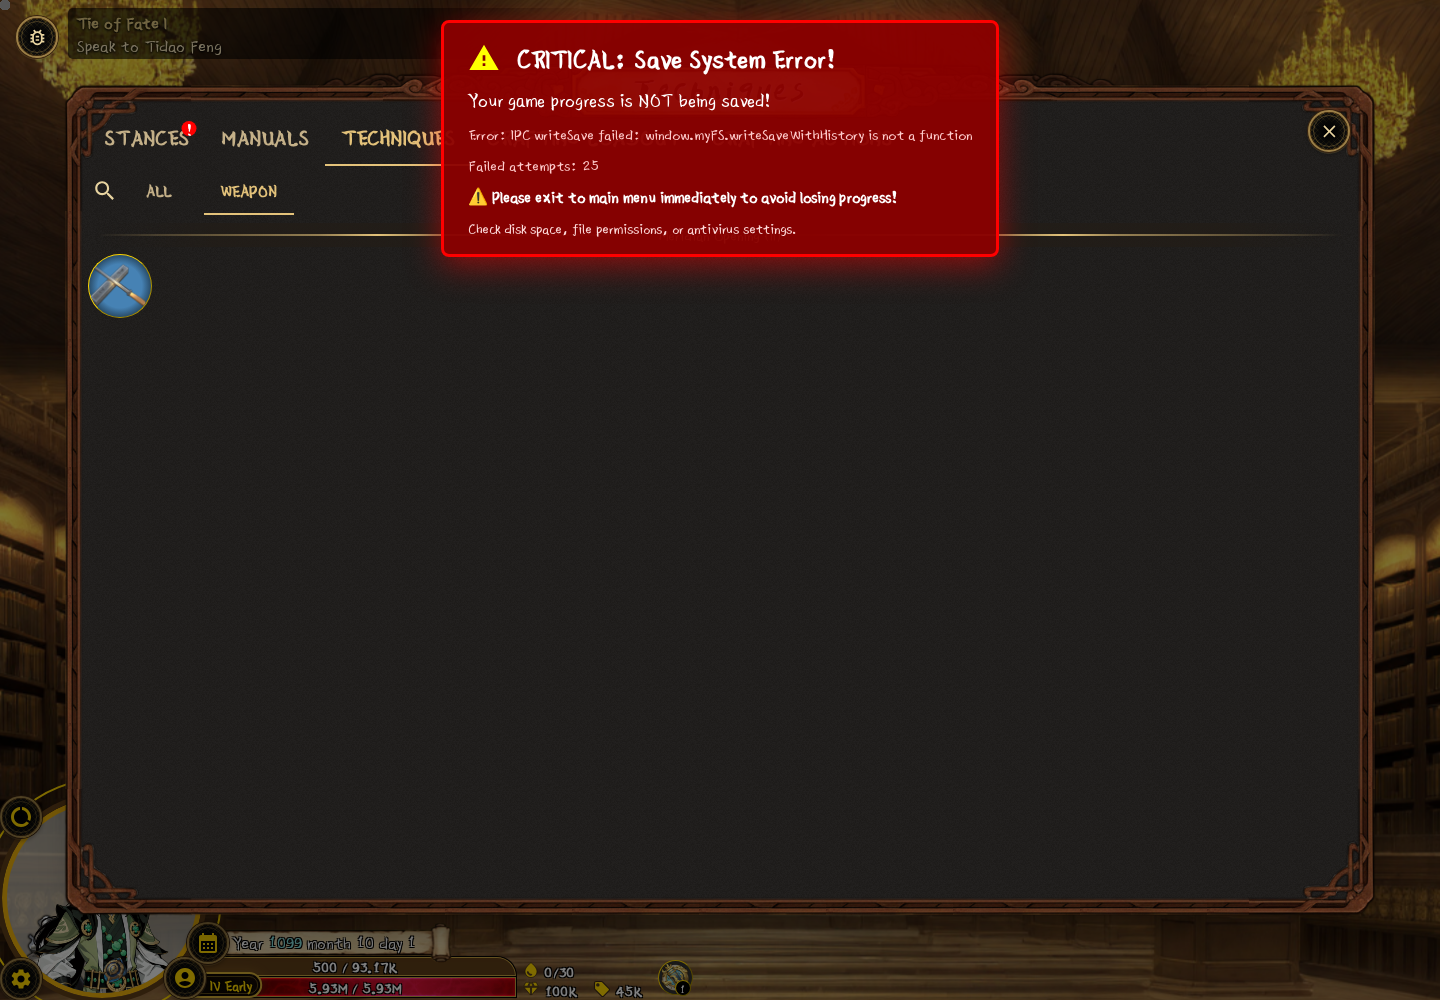 Tie of Fate I
Speak to Tidao Feng
CRITICAL: Save System Error!
Your game progress is NOT being saved!
Error: IPC writeSave failed: window.myFS.writeSaveWithHistory is not a function
Failed attempts: 25
⚠️ Please exit to main menu immediately to avoid losing progress!
Check disk space, file permissions, or antivirus settings.
STANCES MANUALS TECHNIQUES
ALL WEAPON
Year 1099 month 10 day 1
500 / 93.17K
IV Early
5.93M / 5.93M
0/30
100K
45K